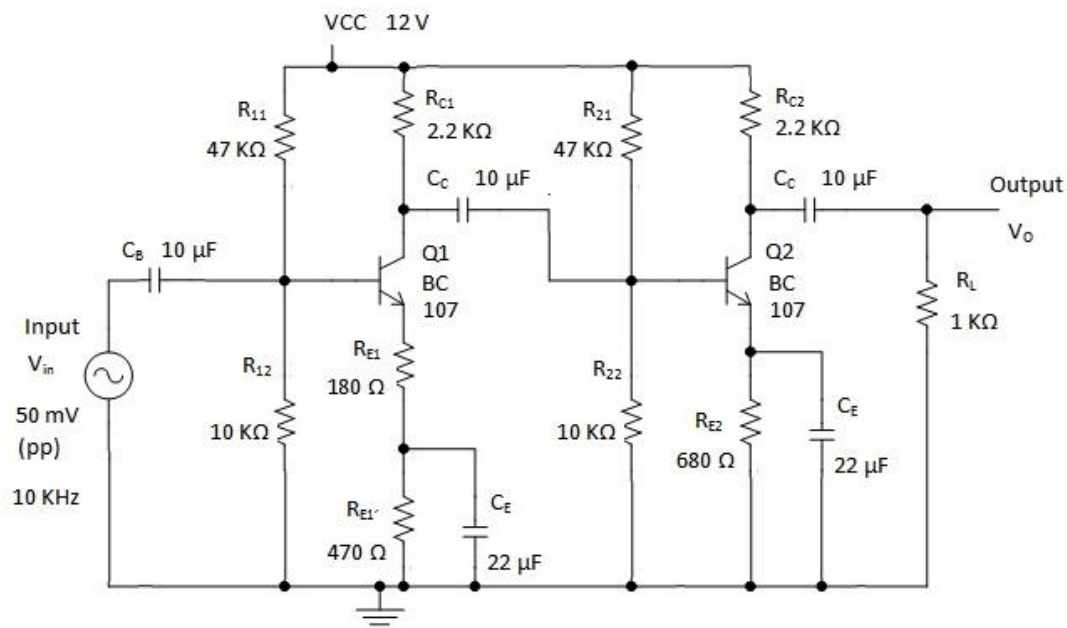 VCC 12 V
R11
47 KΩ
RC1
2.2 KΩ
R21
47 KΩ
RC2
2.2 KΩ
CC 10 µF
CC 10 µF
Output
VO
CB 10 µF
Q1
BC
107
Q2
BC
107
RL
1 KΩ
Input
Vin
50 mV
(pp)
10 KHz
R12
10 KΩ
RE1
180 Ω
R22
10 KΩ
RE2
680 Ω
CE
22 µF
RE1′
470 Ω
CE
22 µF